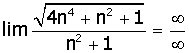 lim √(4n⁴ + n² + 1) / (n² + 1) = ∞/∞